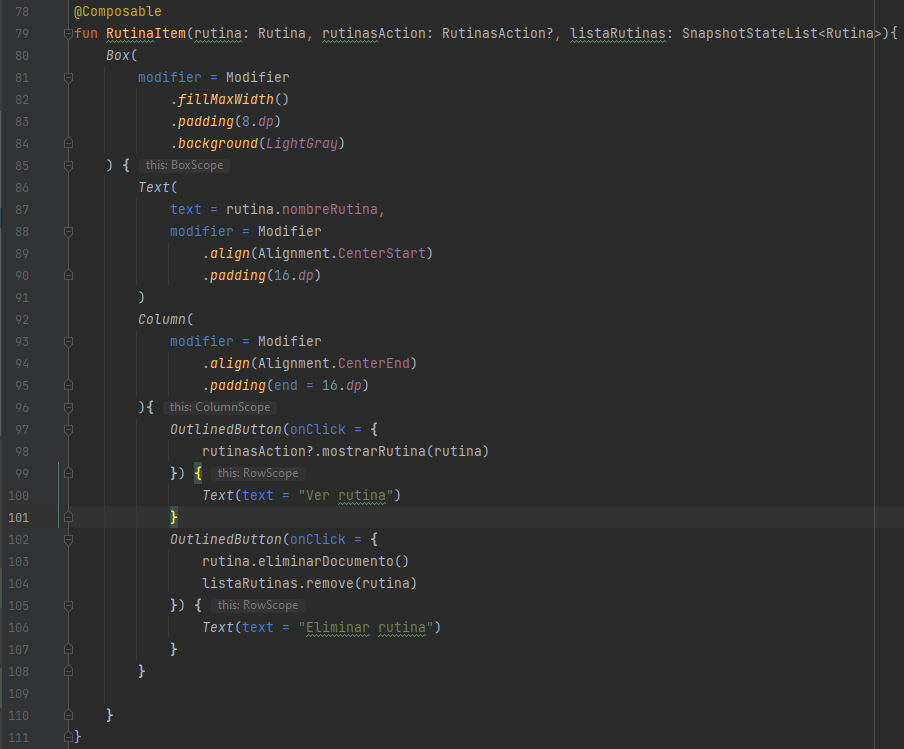 78 @Composable
79 fun RutinaItem(rutina: Rutina, rutinasAction: RutinasAction?, listaRutinas: SnapshotStateList<Rutina>){
80     Box(
81         modifier = Modifier
82             .fillMaxWidth()
83             .padding(8.dp)
84             .background(LightGray)
85     ) { this: BoxScope
86         Text(
87             text = rutina.nombreRutina,
88             modifier = Modifier
89                 .align(Alignment.CenterStart)
90                 .padding(16.dp)
91         )
92         Column(
93             modifier = Modifier
94                 .align(Alignment.CenterEnd)
95                 .padding(end = 16.dp)
96         ){ this: ColumnScope
97             OutlinedButton(onClick = {
98                 rutinasAction?.mostrarRutina(rutina)
99             }) { this: RowScope
100                 Text(text = "Ver rutina")
101             }
102             OutlinedButton(onClick = {
103                 rutina.eliminarDocumento()
104                 listaRutinas.remove(rutina)
105             }) { this: RowScope
106                 Text(text = "Eliminar rutina")
107             }
108         }
109
110     }
111 }